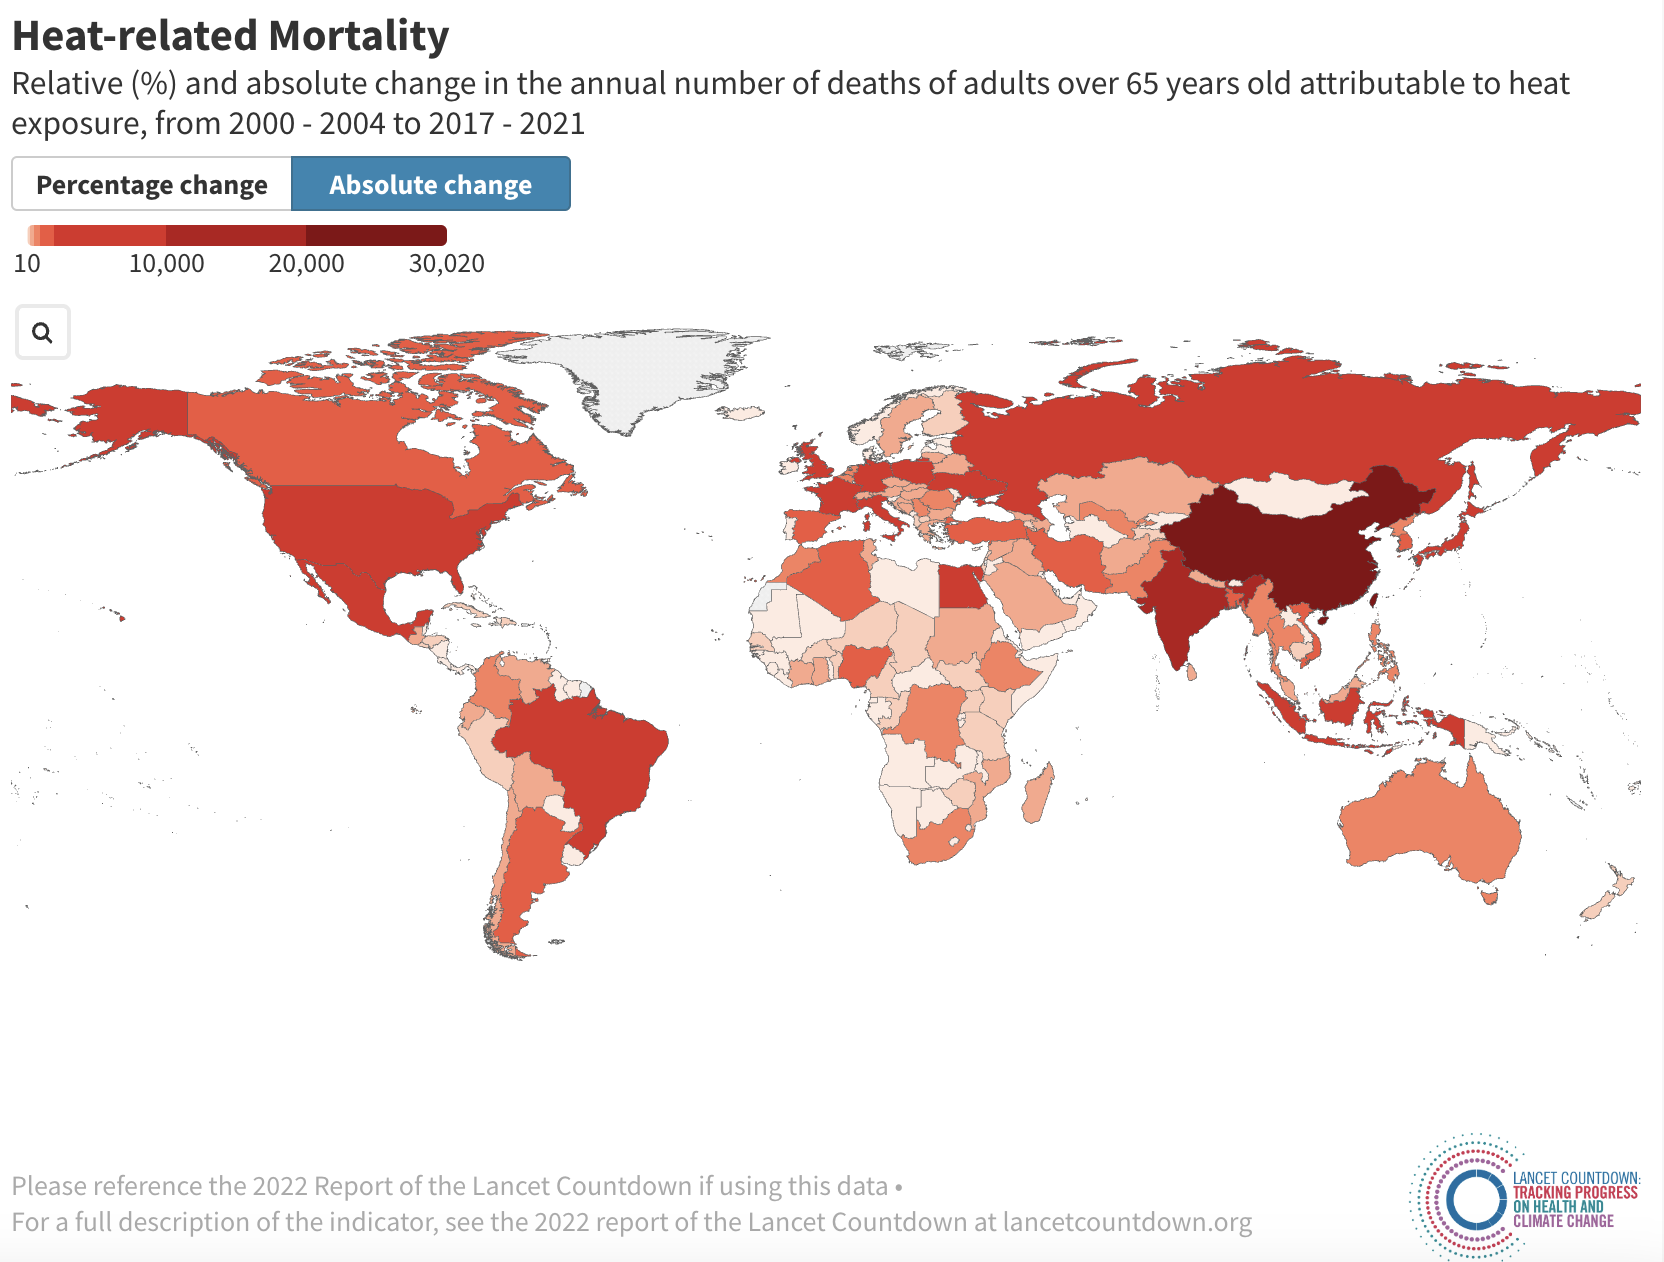 Heat-related Mortality
Relative (%) and absolute change in the annual number of deaths of adults over 65 years old attributable to heat
exposure, from 2000 - 2004 to 2017 - 2021
Percentage change
Absolute change
10
10,000
20,000
30,020
Please reference the 2022 Report of the Lancet Countdown if using this data •
For a full description of the indicator, see the 2022 report of the Lancet Countdown at lancetcountdown.org
LANCET COUNTDOWN:
TRACKING PROGRESS
ON HEALTH AND
CLIMATE CHANGE